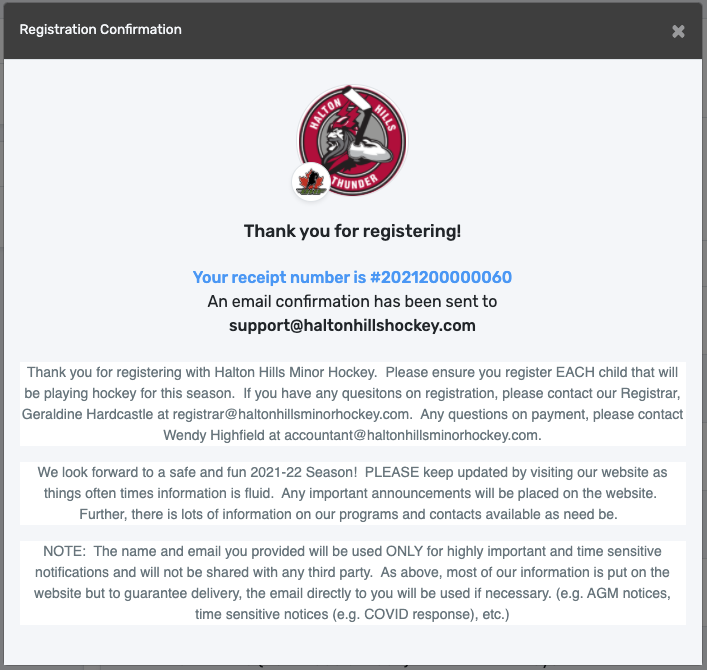 Registration Confirmation
HALTON HILLS
THUNDER
Thank you for registering!
Your receipt number is #2021200000060
An email confirmation has been sent to
support@haltonhillshockey.com
Thank you for registering with Halton Hills Minor Hockey.  Please ensure you register EACH child that will
be playing hockey for this season.  If you have any quesitons on registration, please contact our Registrar,
Geraldine Hardcastle at registrar@haltonhillsminorhockey.com.  Any questions on payment, please contact
Wendy Highfield at accountant@haltonhillsminorhockey.com.
We look forward to a safe and fun 2021-22 Season!  PLEASE keep updated by visiting our website as
things often times information is fluid.  Any important announcements will be placed on the website.
Further, there is lots of information on our programs and contacts available as need be.
NOTE:  The name and email you provided will be used ONLY for highly important and time sensitive
notifications and will not be shared with any third party.  As above, most of our information is put on the
website but to guarantee delivery, the email directly to you will be used if necessary. (e.g. AGM notices,
time sensitive notices (e.g. COVID response), etc.)